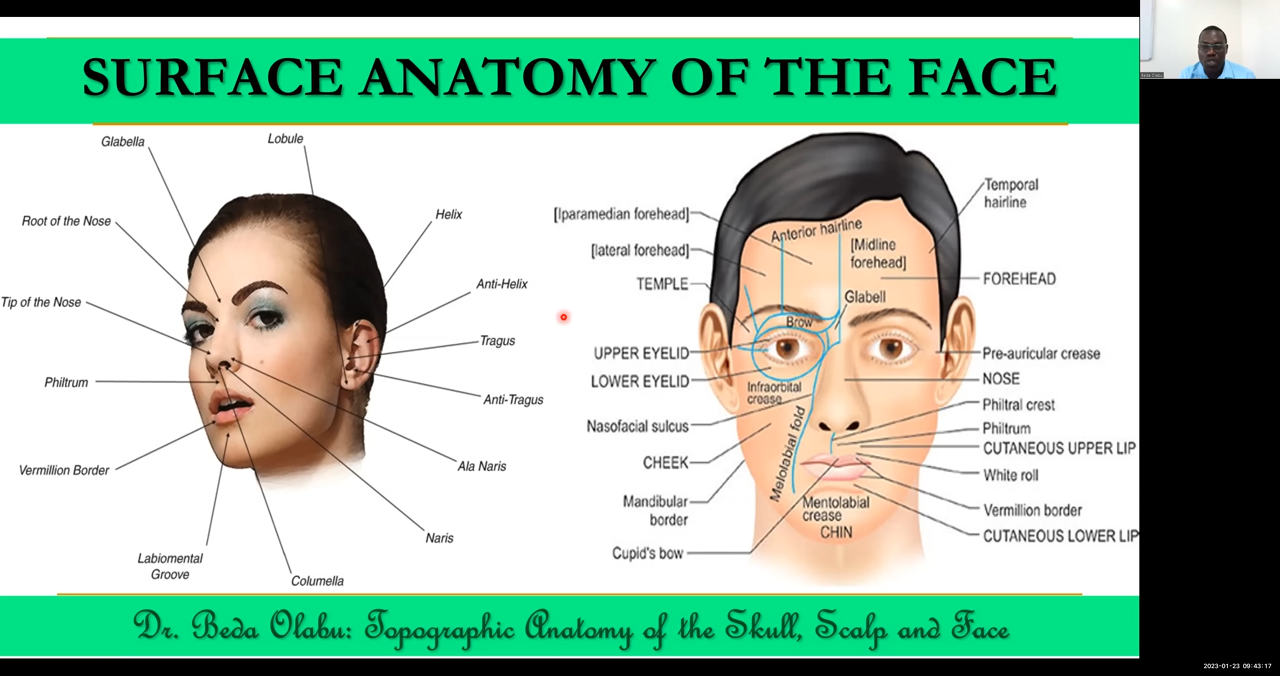 SURFACE ANATOMY OF THE FACE
Glabella
Lobule
Root of the Nose
Helix
Tip of the Nose
Anti-Helix
Tragus
Philtrum
Anti-Tragus
Vermillion Border
Ala Naris
Naris
Labiomental
Groove
Columella
[Iparamedian forehead]
[lateral forehead]
TEMPLE
UPPER EYELID
LOWER EYELID
Nasofacial sulcus
CHEEK
Mandibular
border
Cupid's bow
Anterior hairline
[Midline
forehead]
Glabell
Brow
Infraorbital
crease
Melolabial fold
Mentolabial
crease
CHIN
Temporal
hairline
FOREHEAD
Pre-auricular crease
NOSE
Philtral crest
Philtrum
CUTANEOUS UPPER LIP
White roll
Vermillion border
CUTANEOUS LOWER LIP
Dr. Beda Olabu: Topographic Anatomy of the Skull, Scalp and Face
Beda Olabu
2023-01-23 09:43:17